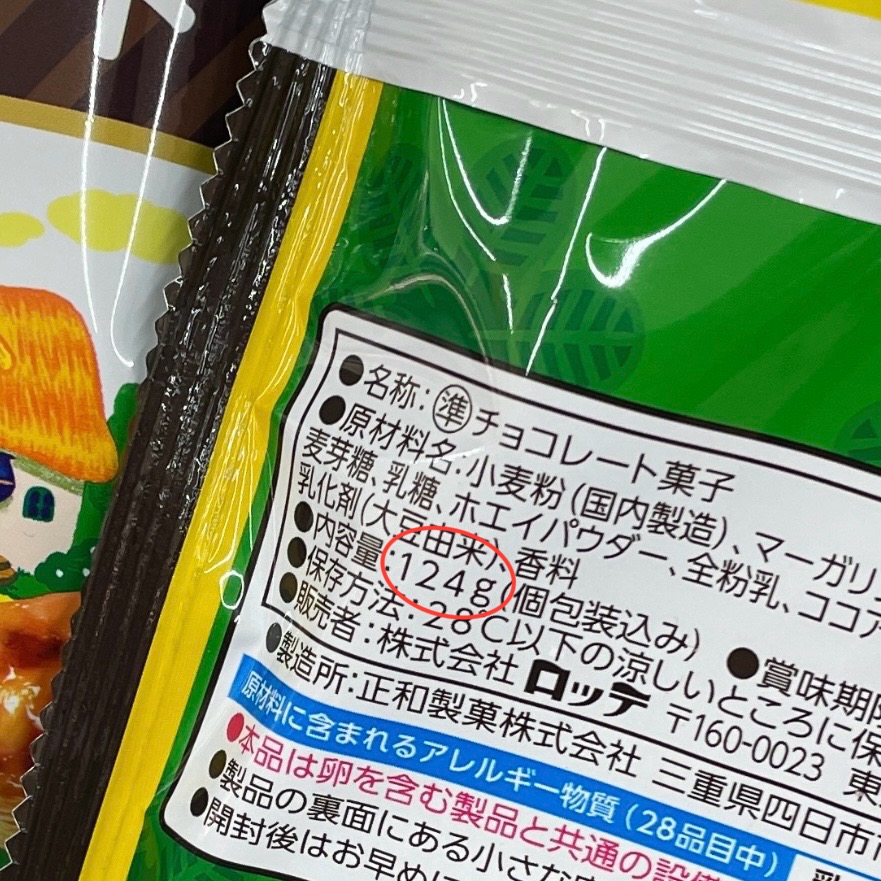 ト
●名称:㊜チョコレート菓子
●原材料名:小麦粉(国内製造)、マーガリ
麦芽糖、乳糖、ホエイパウダー、全粉乳、ココア
乳化剤(大豆由来)、香料
●内容量:124g(個包装込み) ●賞味期限
●保存方法:28℃以下の涼しいところに保
●販売者:株式会社 ロッテ 〒160-0023 東
●製造所:正和製菓株式会社 三重県四日市市
原材料に含まれるアレルギー物質(28品目中) 乳
●本品は卵を含む製品と共通の設備
●製品の裏面にある小さな
●開封後はお早め